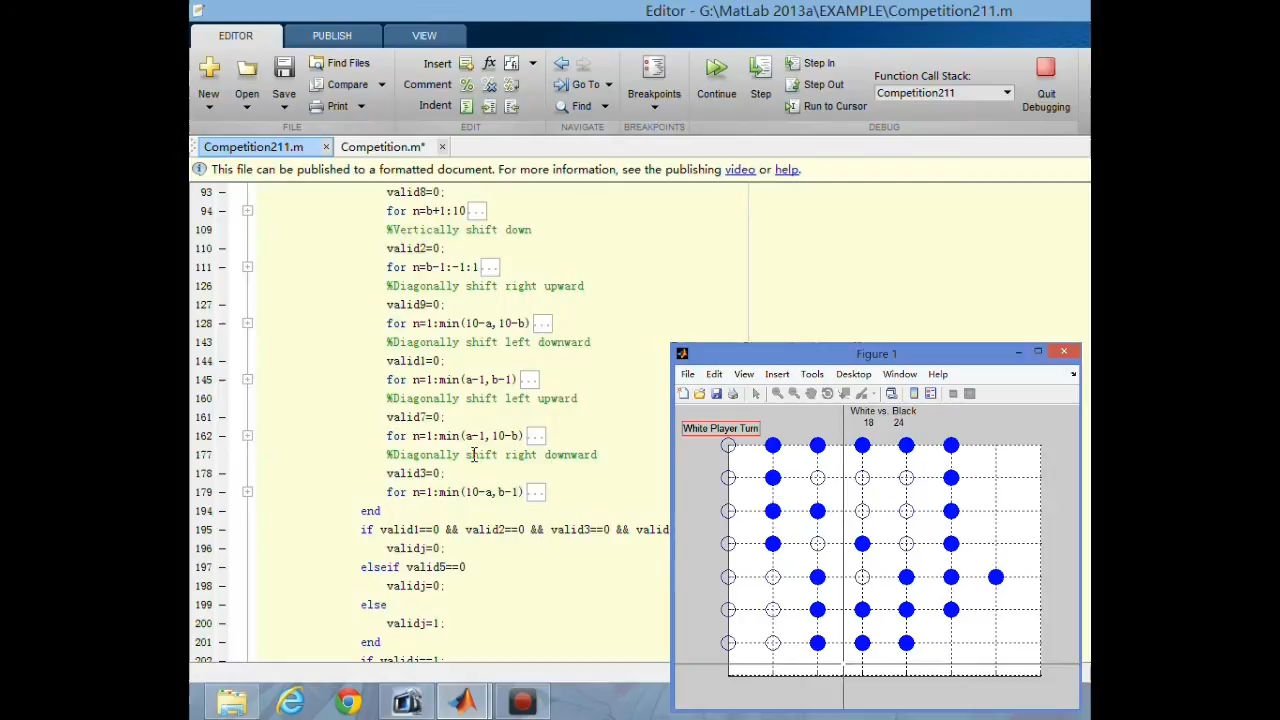 Editor - G:\MatLab 2013a\EXAMPLE\Competition211.m
EDITOR PUBLISH VIEW
New Open Save Find Files Compare Print
FILE
Insert fx
Comment
Indent
EDIT
Go To
Find
NAVIGATE
Breakpoints
BREAKPOINTS
Continue Step Step In Step Out Run to Cursor
Function Call Stack:
Competition211
Quit Debugging
DEBUG
Competition211.m × Competition.m* ×
This file can be published to a formatted document. For more information, see the publishing video or help.
93 – valid8=0;
94 – for n=b+1:10 ...
109 – %Vertically shift down
110 – valid2=0;
111 – for n=b-1:-1:1 ...
126 – %Diagonally shift right upward
127 – valid9=0;
128 – for n=1:min(10-a,10-b) ...
143 – %Diagonally shift left downward
144 – valid1=0;
145 – for n=1:min(a-1,b-1) ...
160 – %Diagonally shift left upward
161 – valid7=0;
162 – for n=1:min(a-1,10-b) ...
177 – %Diagonally shift right downward
178 – valid3=0;
179 – for n=1:min(10-a,b-1) ...
194 – end
195 – if valid1==0 && valid2==0 && valid3==0 && valid
196 – validj=0;
197 – elseif valid5==0
198 – validj=0;
199 – else
200 – validj=1;
201 – end
202 if validj==1;
Figure 1
File Edit View Insert Tools Desktop Window Help
White vs. Black
18 24
White Player Turn